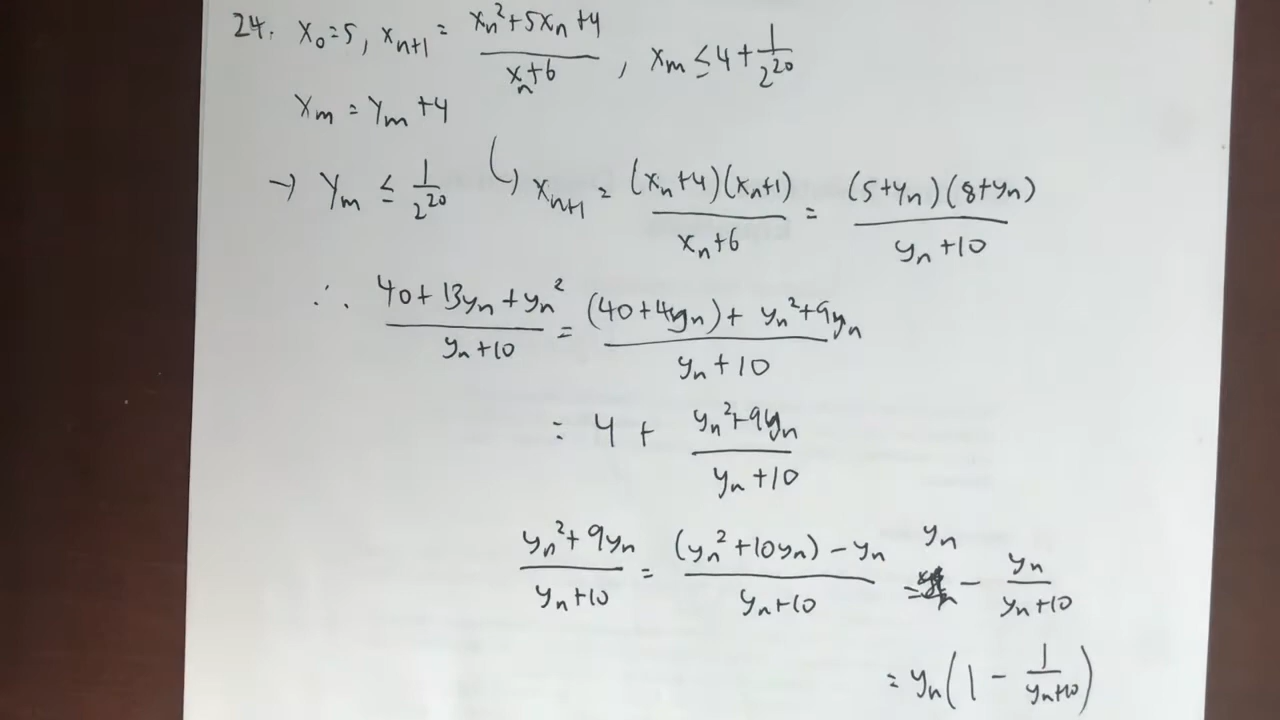 24. x₀=5, xₙ₊₁ = (xₙ²+5xₙ+4)/(xₙ+6), xₘ ≤ 4 + 1/2²⁰
xₘ = yₘ + 4
→ yₘ ≤ 1/2²⁰ ↳ xₙ₊₁ = (xₙ+4)(xₙ+1)/(xₙ+6) = (5+yₙ)(8+yₙ)/(yₙ+10)
∴ (40+13yₙ+yₙ²)/(yₙ+10) = ((40+4yₙ)+yₙ²+9yₙ)/(yₙ+10)
= 4 + (yₙ²+9yₙ)/(yₙ+10)
(yₙ²+9yₙ)/(yₙ+10) = ((yₙ²+10yₙ)-yₙ)/(yₙ+10) = yₙ - yₙ/(yₙ+10)
= yₙ(1 - 1/(yₙ+10))